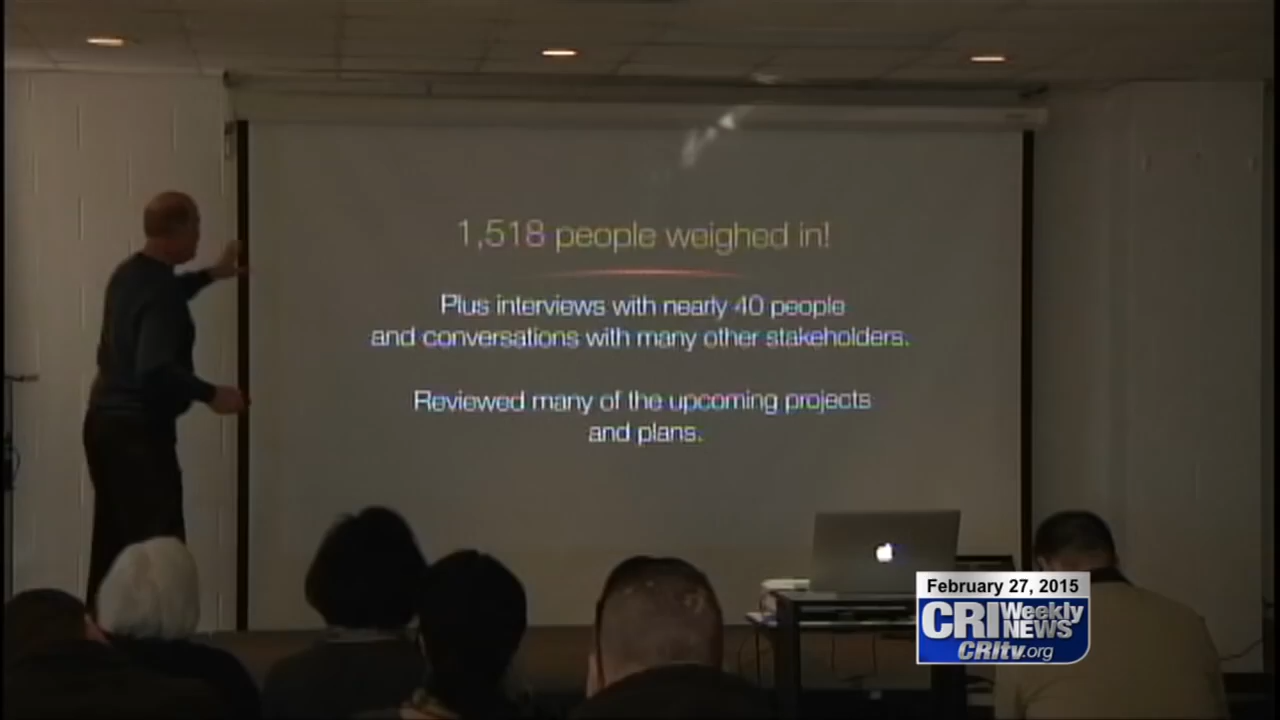 1,518 people weighed in!
Plus interviews with nearly 40 people
and conversations with many other stakeholders.
Reviewed many of the upcoming projects
and plans.
February 27, 2015
CRI Weekly
NEWS
CRItv.org